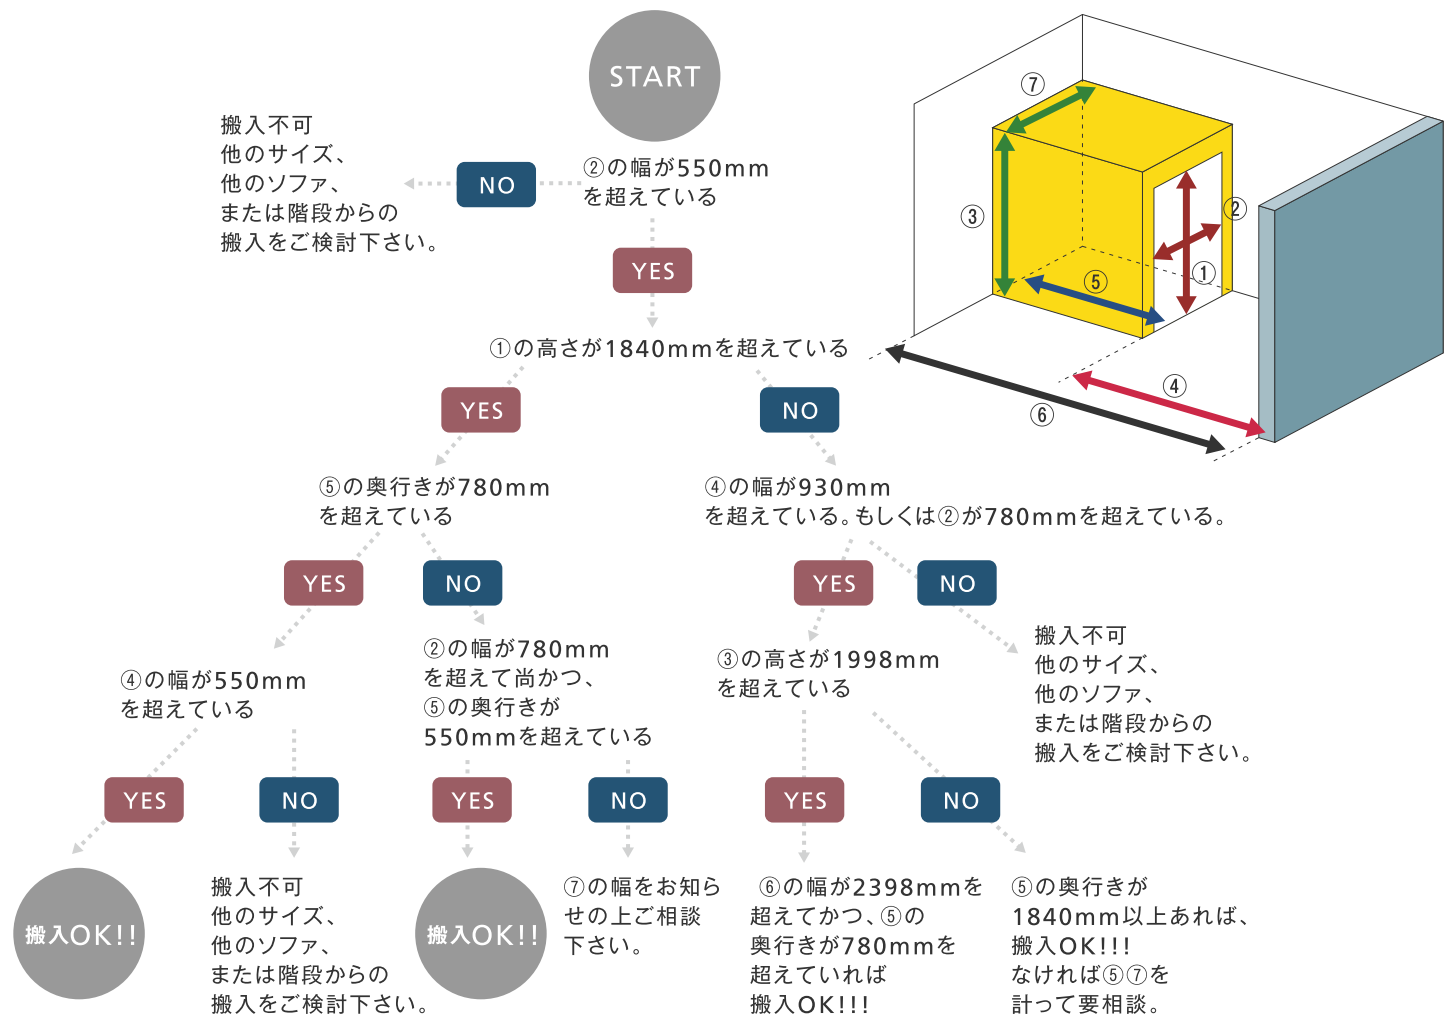 START
②の幅が550mm
を超えている
NO
搬入不可
他のサイズ、
他のソファ、
または階段からの
搬入をご検討下さい。
YES
①の高さが1840mmを超えている
YES
NO
⑤の奥行きが780mm
を超えている
④の幅が930mm
を超えている。もしくは②が780mmを超えている。
YES
NO
YES
NO
④の幅が550mm
を超えている
②の幅が780mm
を超えて尚かつ、
⑤の奥行きが
550mmを超えている
③の高さが1998mm
を超えている
搬入不可
他のサイズ、
他のソファ、
または階段からの
搬入をご検討下さい。
YES
NO
YES
NO
YES
NO
搬入OK!!
搬入不可
他のサイズ、
他のソファ、
または階段からの
搬入をご検討下さい。
搬入OK!!
⑦の幅をお知ら
せの上ご相談
下さい。
⑥の幅が2398mmを
超えてかつ、⑤の
奥行きが780mmを
超えていれば
搬入OK!!!
⑤の奥行きが
1840mm以上あれば、
搬入OK!!!
なければ⑤⑦を
計って要相談。
⑦
③
②
①
⑤
④
⑥